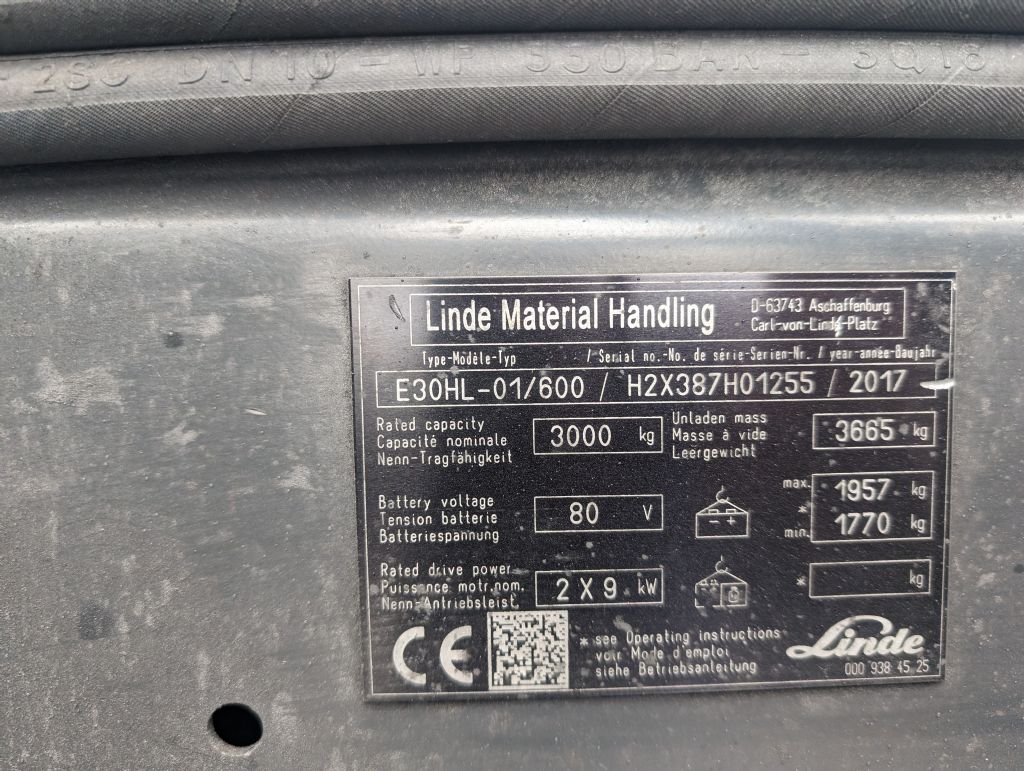 2SC DN 10 - WP 330 BAR - 3Q16
Linde Material Handling
D-63743 Aschaffenburg
Carl-von-Linde-Platz
Type-Modèle-Typ / Serial no.-No. de série-Serien-Nr. / year-année-Baujahr
E30HL-01/600 / H2X387H01255 / 2017
Rated capacity
Capacité nominale
Nenn-Tragfähigkeit
3000 kg
Unladen mass
Masse à vide
Leergewicht
3665 kg
Battery voltage
Tension batterie
Batteriespannung
80 V
- +
max. 1957 kg
*
min. 1770 kg
Rated drive power
Puissance motr.nom.
Nenn-Antriebsleist.
2 X 9 kW
* kg
CE
* see Operating instructions
voir Mode d'emploi
siehe Betriebsanleitung
Linde
000 938 45 25